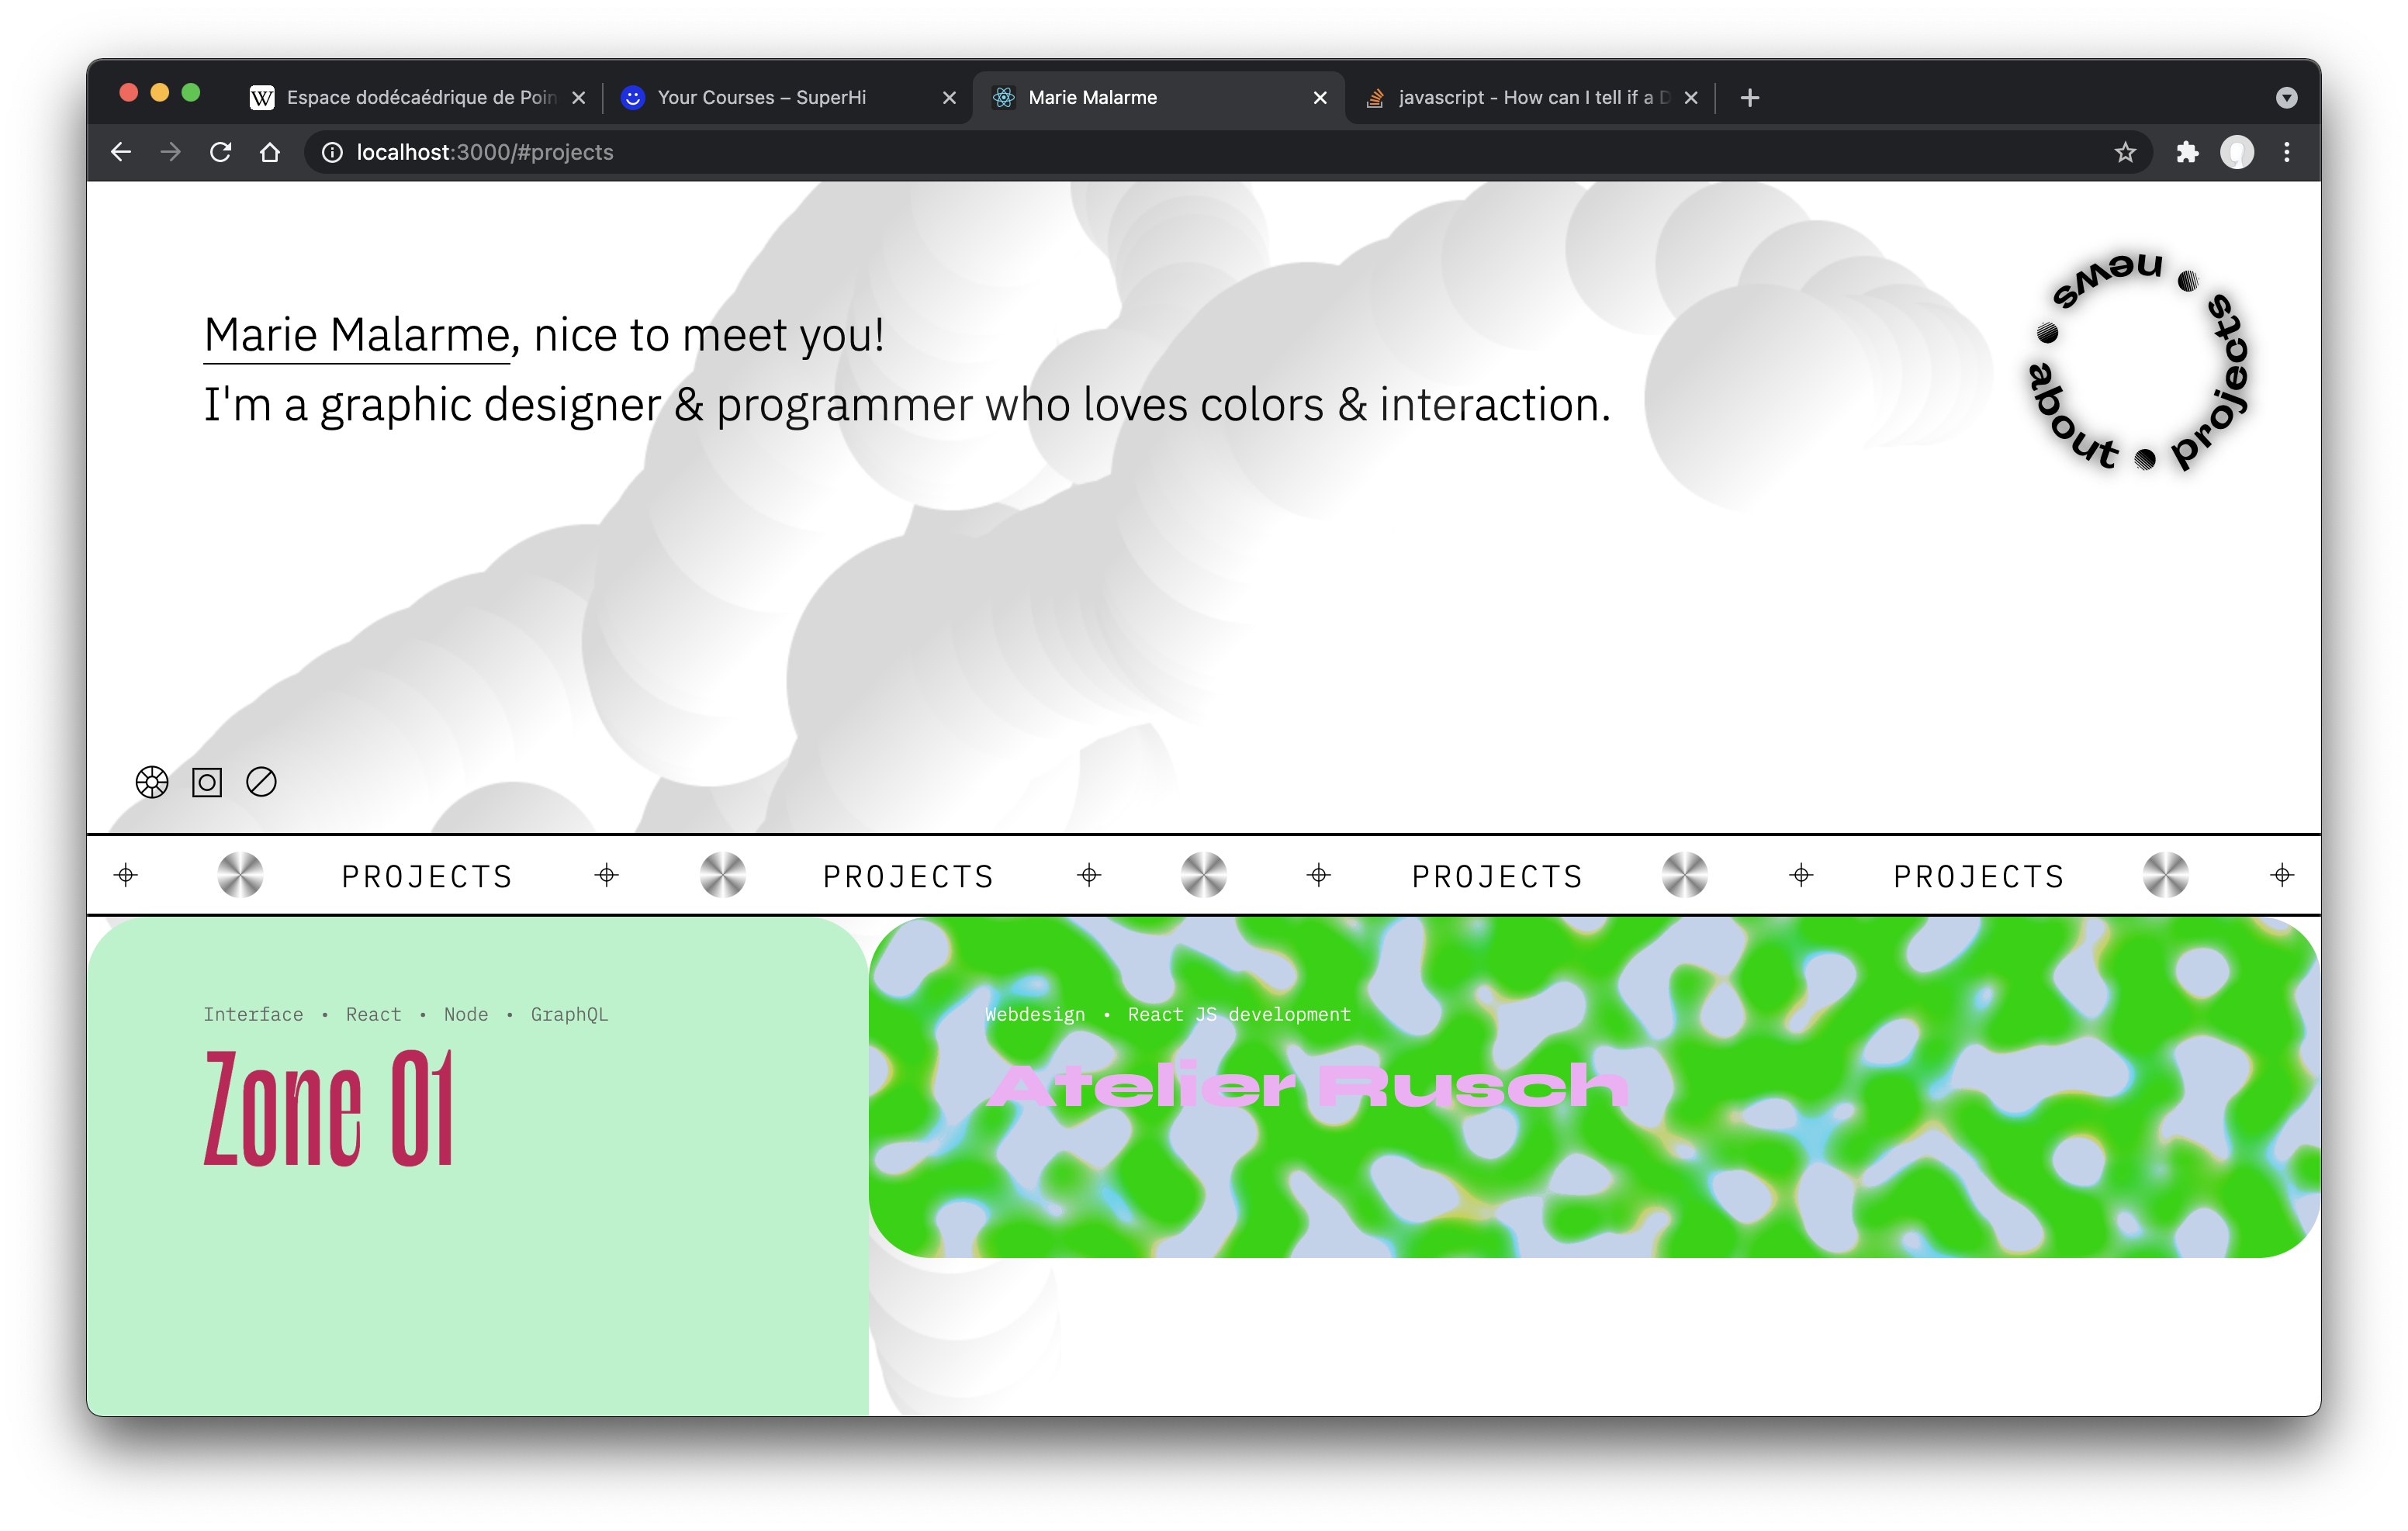 Espace dodécaédrique de Poin
Your Courses – SuperHi
Marie Malarme
javascript - How can I tell if a D
localhost:3000/#projects
Marie Malarme, nice to meet you!
I'm a graphic designer & programmer who loves colors & interaction.
news
projects
about
PROJECTS PROJECTS PROJECTS PROJECTS
Interface • React • Node • GraphQL
Zone 01
Webdesign • React JS development
Atelier Rusch